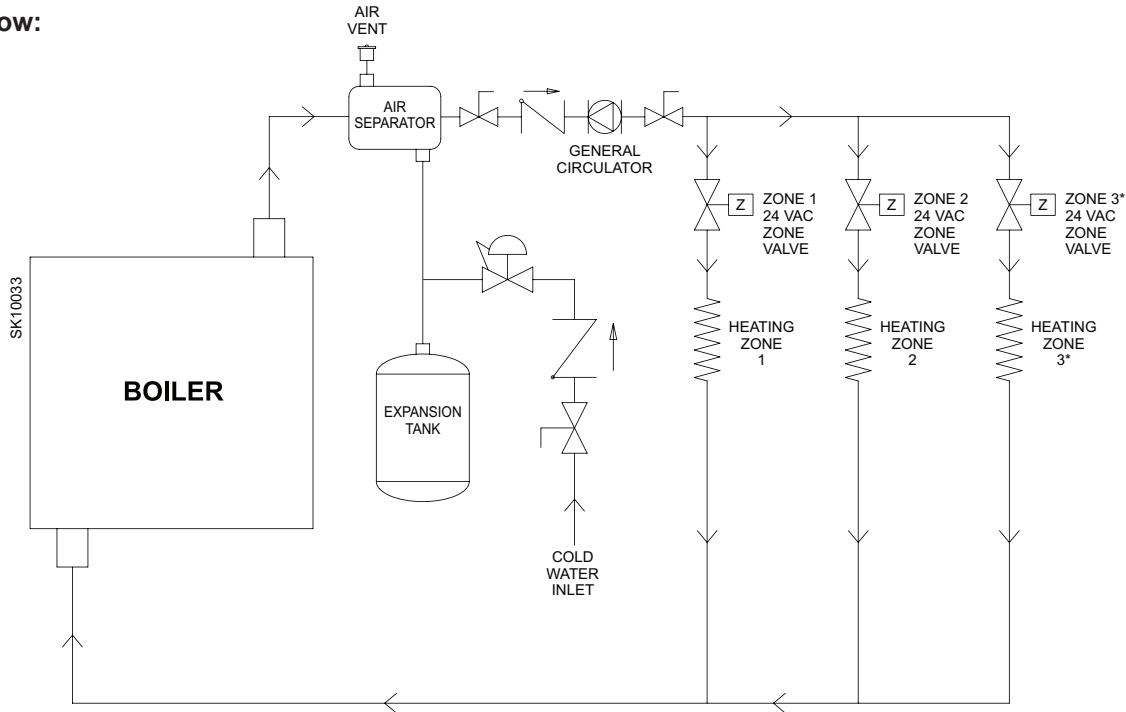 ow:
AIR
VENT
AIR
SEPARATOR
GENERAL
CIRCULATOR
Z
ZONE 1
24 VAC
ZONE
VALVE
Z
ZONE 2
24 VAC
ZONE
VALVE
Z
ZONE 3*
24 VAC
ZONE
VALVE
SK10033
BOILER
EXPANSION
TANK
HEATING
ZONE
1
HEATING
ZONE
2
HEATING
ZONE
3*
COLD
WATER
INLET